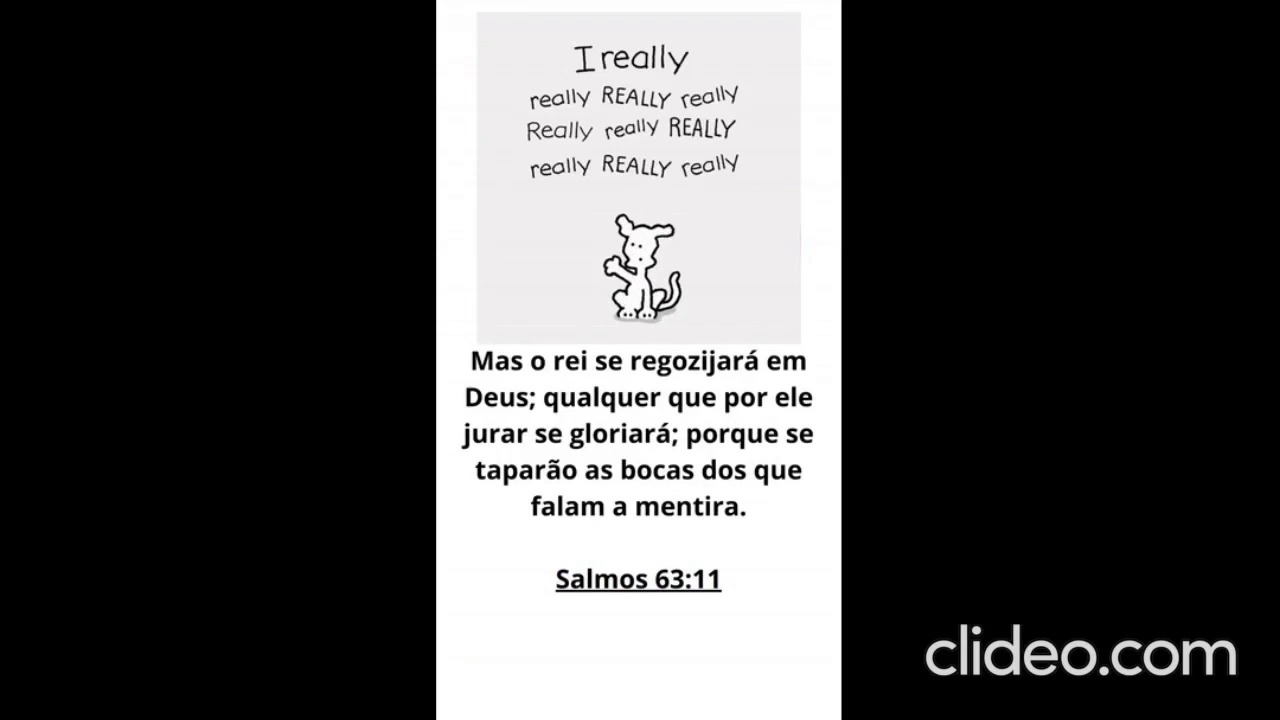 I really
really REALLY really
Really really REALLY
really REALLY really
Mas o rei se regozijará em
Deus; qualquer que por ele
jurar se gloriará; porque se
taparão as bocas dos que
falam a mentira.
Salmos 63:11
clideo.com